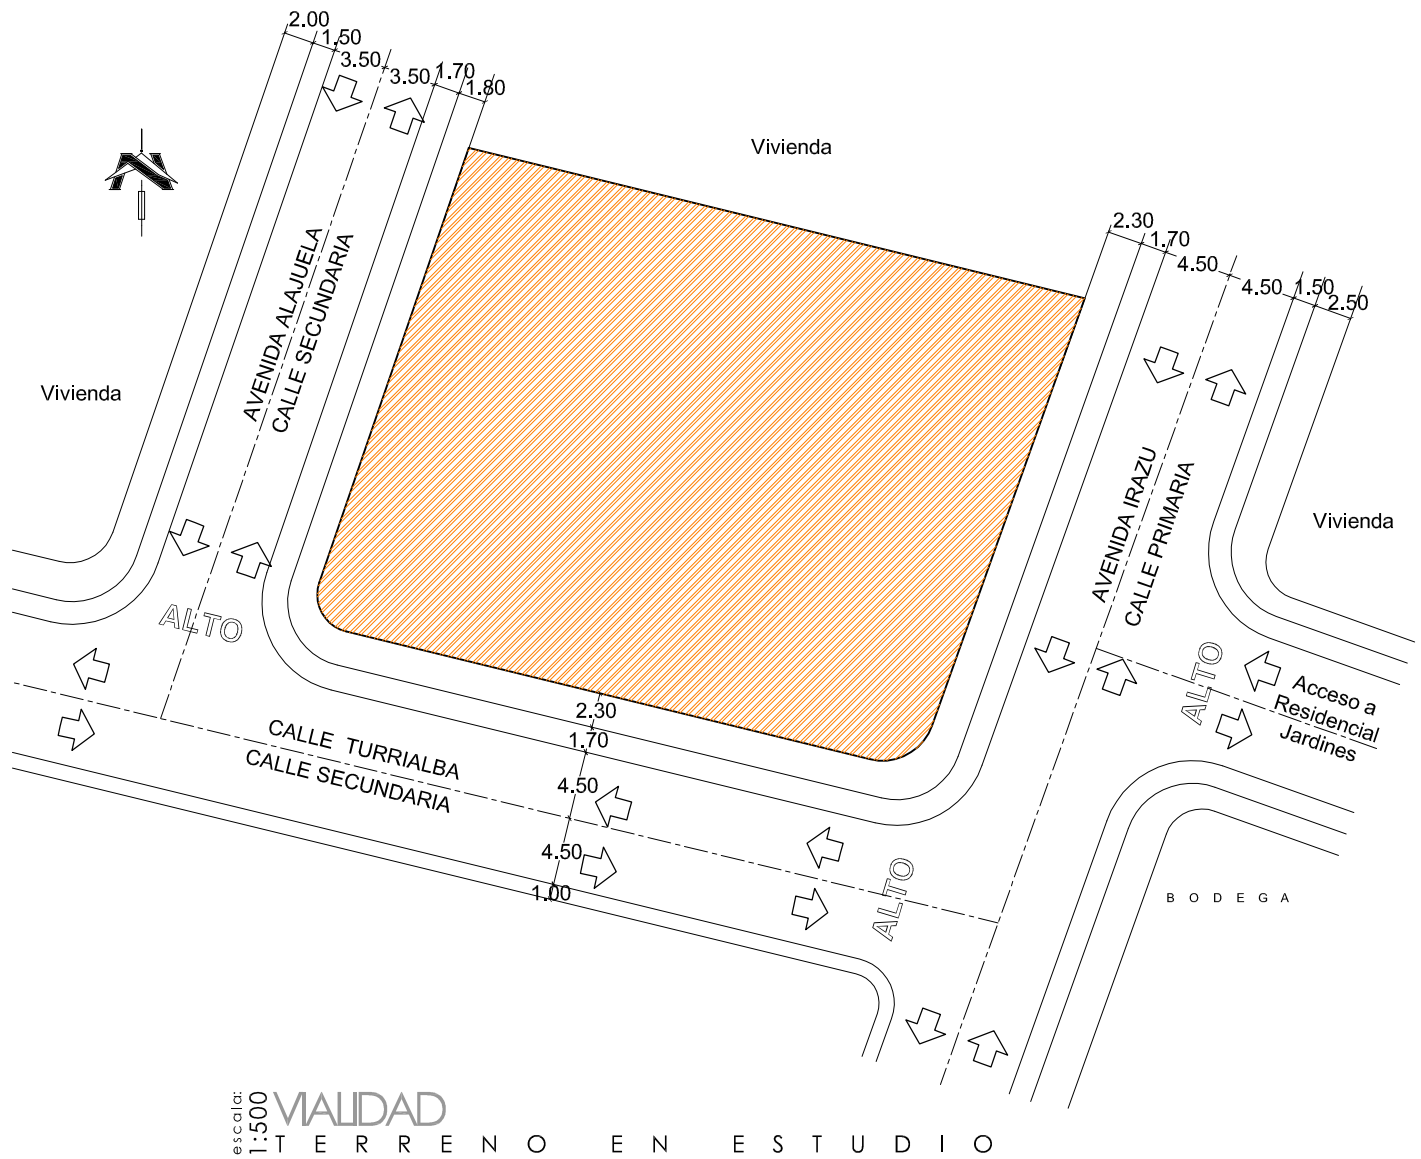 2.00
1.50
3.50
3.50
1.70
1.80
Vivienda
2.30
1.70
4.50
4.50
1.50
2.50
AVENIDA ALAJUELA
CALLE SECUNDARIA
Vivienda
AVENIDA IRAZU
CALLE PRIMARIA
Vivienda
ALTO
ALTO
Acceso a
Residencial
Jardines
2.30
1.70
4.50
4.50
1.00
CALLE TURRIALBA
CALLE SECUNDARIA
ALTO
BODEGA
escala:
1:500
VIALIDAD
TERRENO EN ESTUDIO